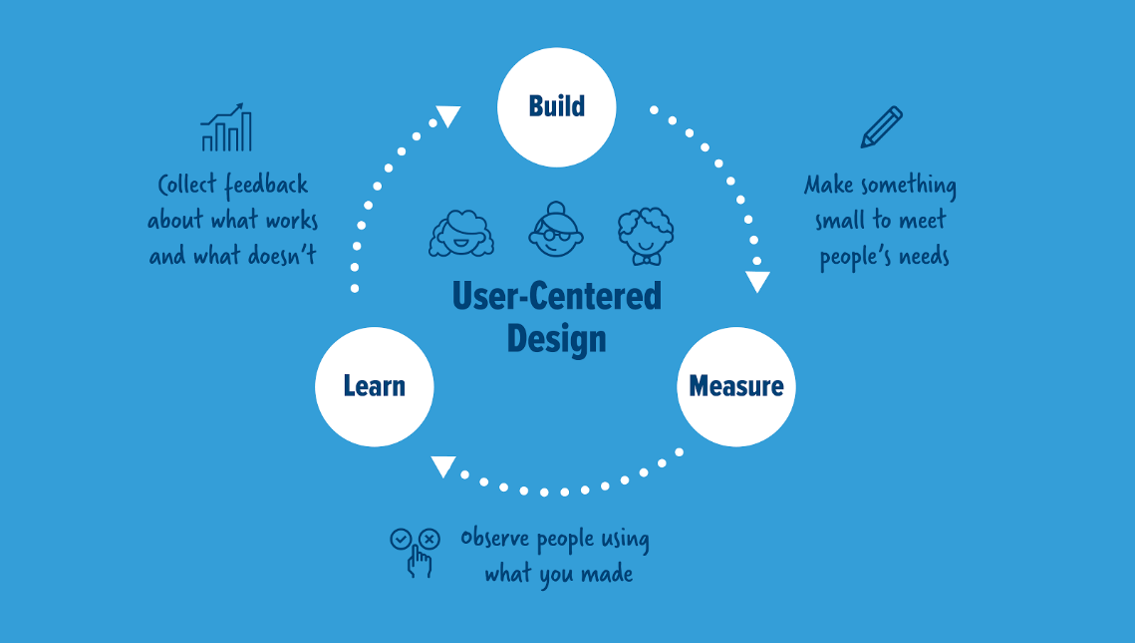 Build
Collect feedback
about what works
and what doesn't
Make something
small to meet
people's needs
User-Centered
Design
Learn
Measure
Observe people using
what you made